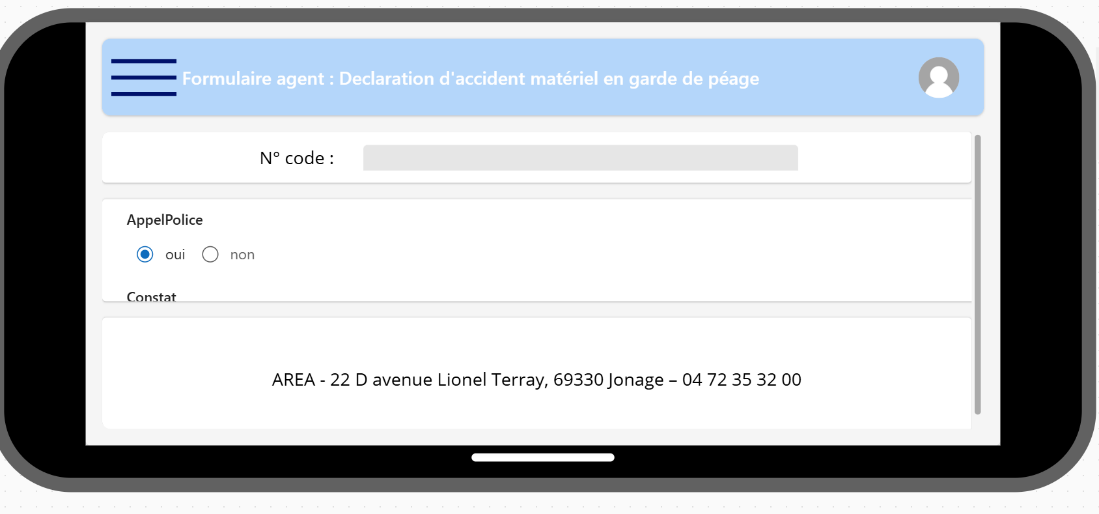 Formulaire agent : Declaration d'accident matériel en garde de péage
N° code :
AppelPolice
oui non
Constat
AREA - 22 D avenue Lionel Terray, 69330 Jonage – 04 72 35 32 00